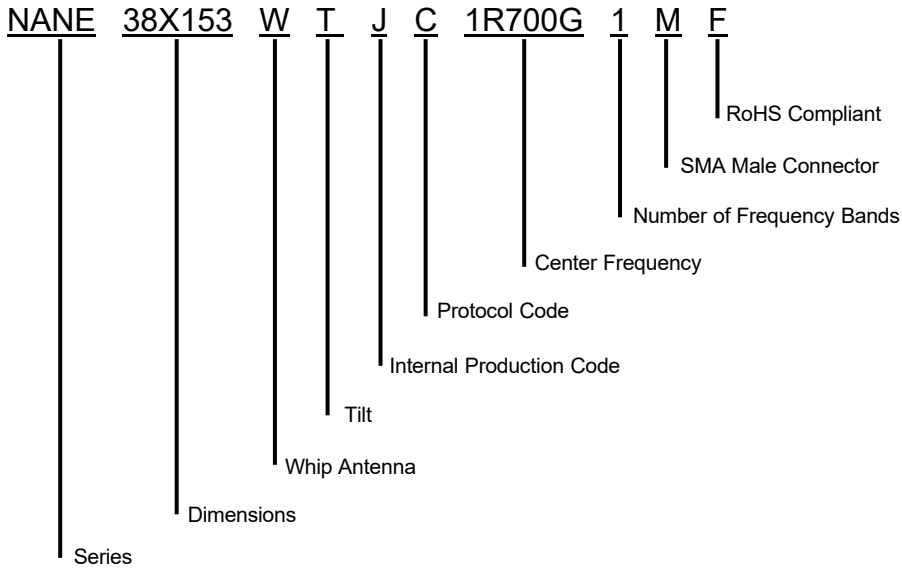 NANE 38X153 W T J C 1R700G 1 M F
RoHS Compliant
SMA Male Connector
Number of Frequency Bands
Center Frequency
Protocol Code
Internal Production Code
Tilt
Whip Antenna
Dimensions
Series